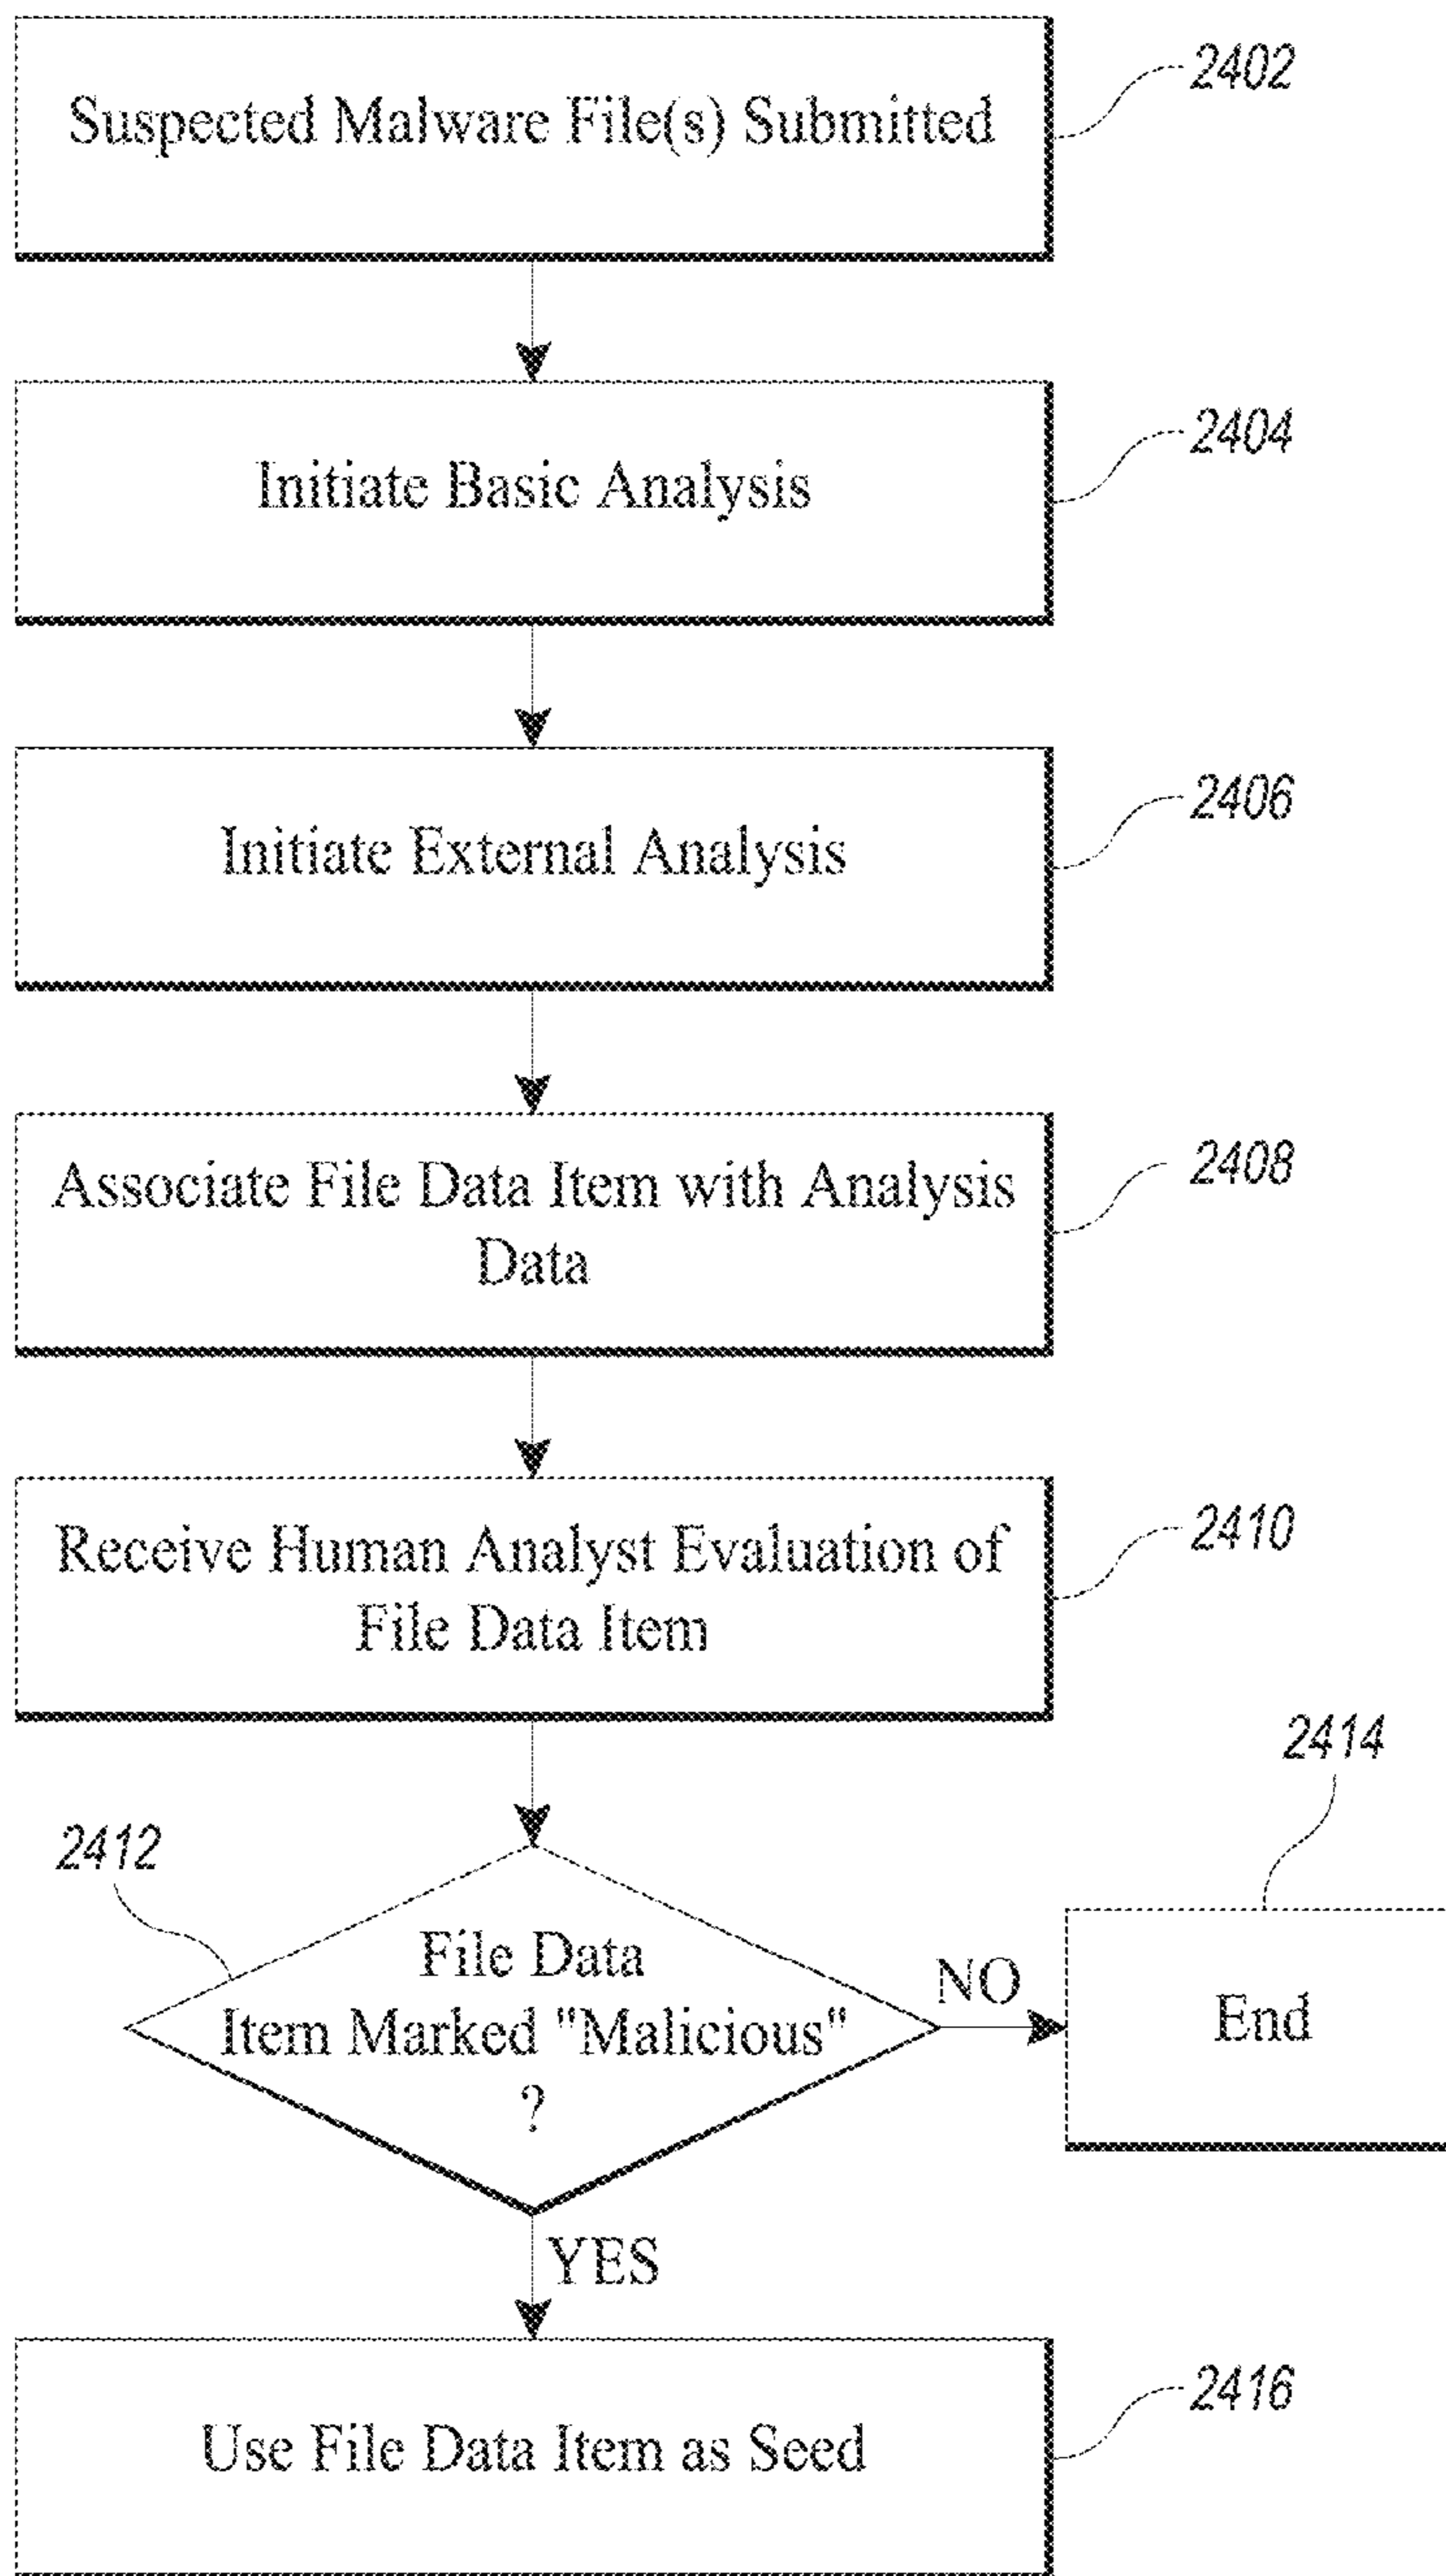 Suspected Malware File(s) Submitted
2402
Initiate Basic Analysis
2404
Initiate External Analysis
2406
Associate File Data Item with Analysis
Data
2408
Receive Human Analyst Evaluation of
File Data Item
2410
2412
File Data
Item Marked "Malicious"
?
NO
2414
End
YES
Use File Data Item as Seed
2416